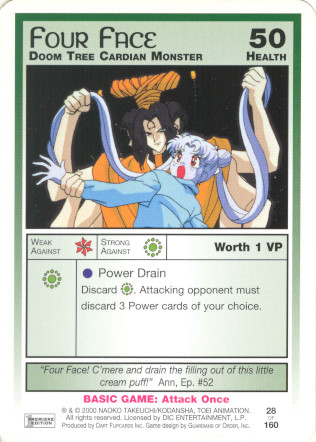 FOUR FACE
DOOM TREE CARDIAN MONSTER
50
HEALTH
WEAK AGAINST
STRONG AGAINST
Worth 1 VP
Power Drain
Discard . Attacking opponent must
discard 3 Power cards of your choice.
"Four Face! C'mere and drain the filling out of this little
cream puff!" Ann, Ep. #52
BASIC GAME: Attack Once
PREMIERE
EDITION
® & © 2000 NAOKO TAKEUCHI/KODANSHA, TOEI ANIMATION.
All rights reserved. Licensed by DIC ENTERTAINMENT, L.P.
Produced by DART FLIPCARDS INC. Game design by GUARDIANS OF ORDER, INC.
28
OF
160